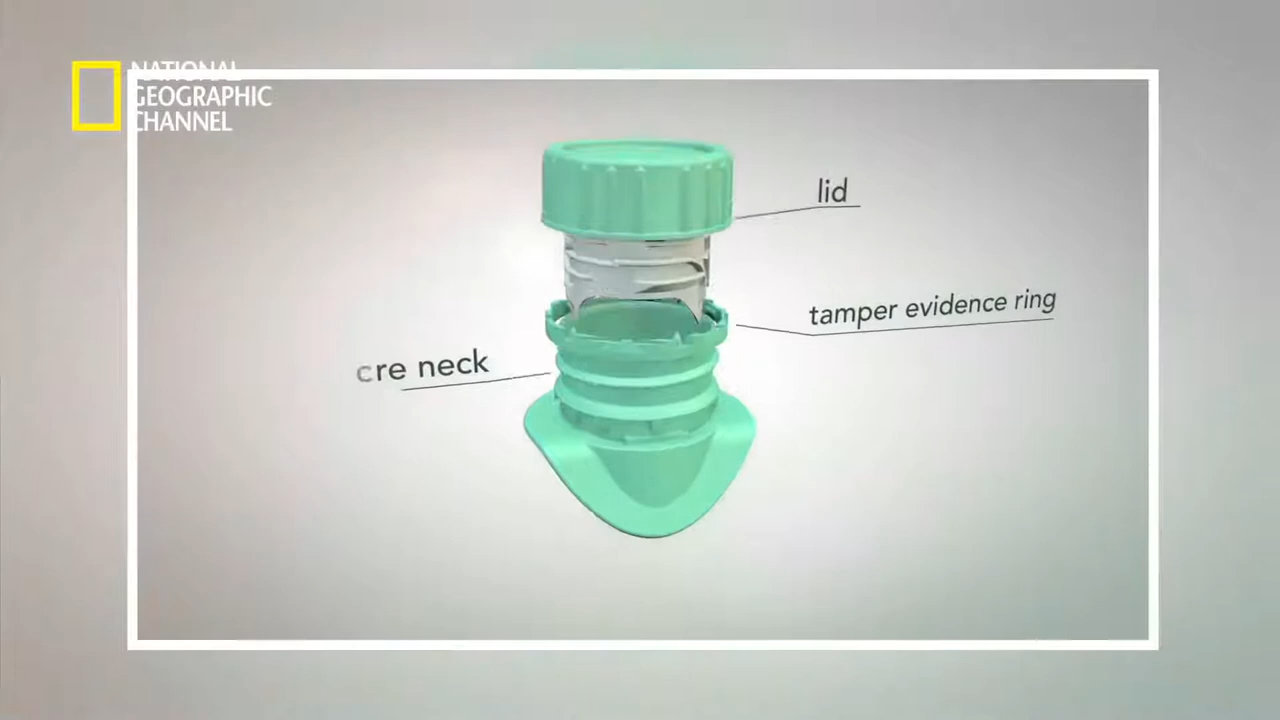 NATIONAL
GEOGRAPHIC
CHANNEL
lid
tamper evidence ring
cre neck